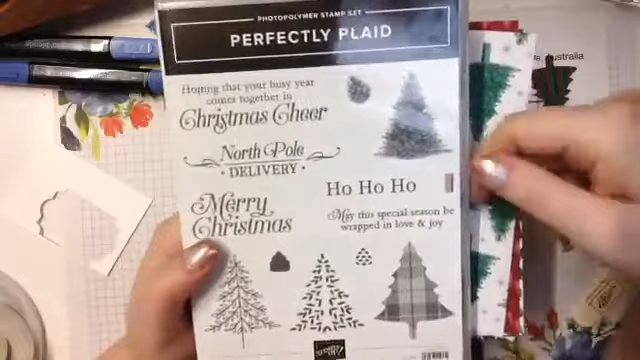 PHOTOPOLYMER STAMP SET
PERFECTLY PLAID
Hoping that your busy year
comes together in
Christmas Cheer
North Pole
DELIVERY
Ho Ho Ho
Merry
Christmas
May this special season be
wrapped in love & joy
Australia